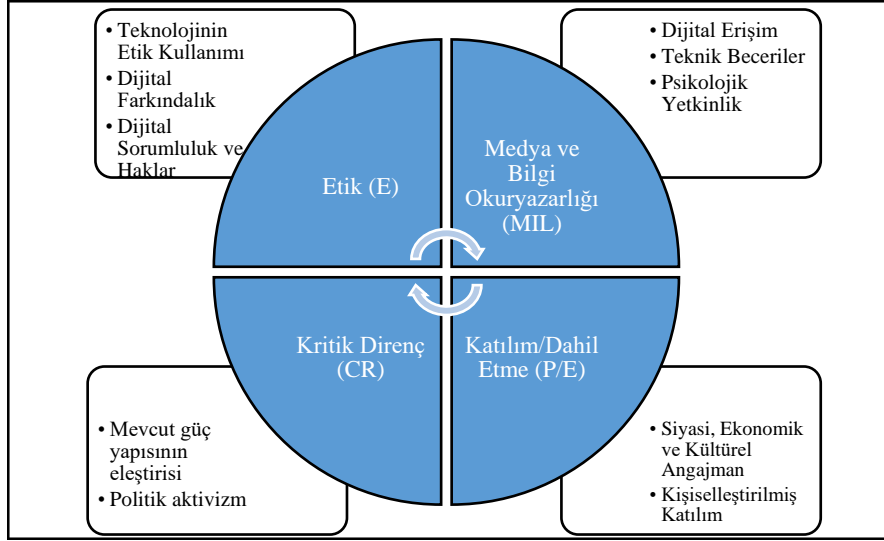 • Teknolojinin
Etik Kullanımı
• Dijital
Farkındalık
• Dijital
Sorumluluk ve
Haklar
• Dijital Erişim
• Teknik Beceriler
• Psikolojik
Yetkinlik
Etik (E)
Medya ve
Bilgi
Okuryazarlığı
(MIL)
Kritik Direnç
(CR)
Katılım/Dahil
Etme (P/E)
• Mevcut güç
yapısının
eleştirisi
• Politik aktivizm
• Siyasi, Ekonomik
ve Kültürel
Angajman
• Kişiselleştirilmiş
Katılım